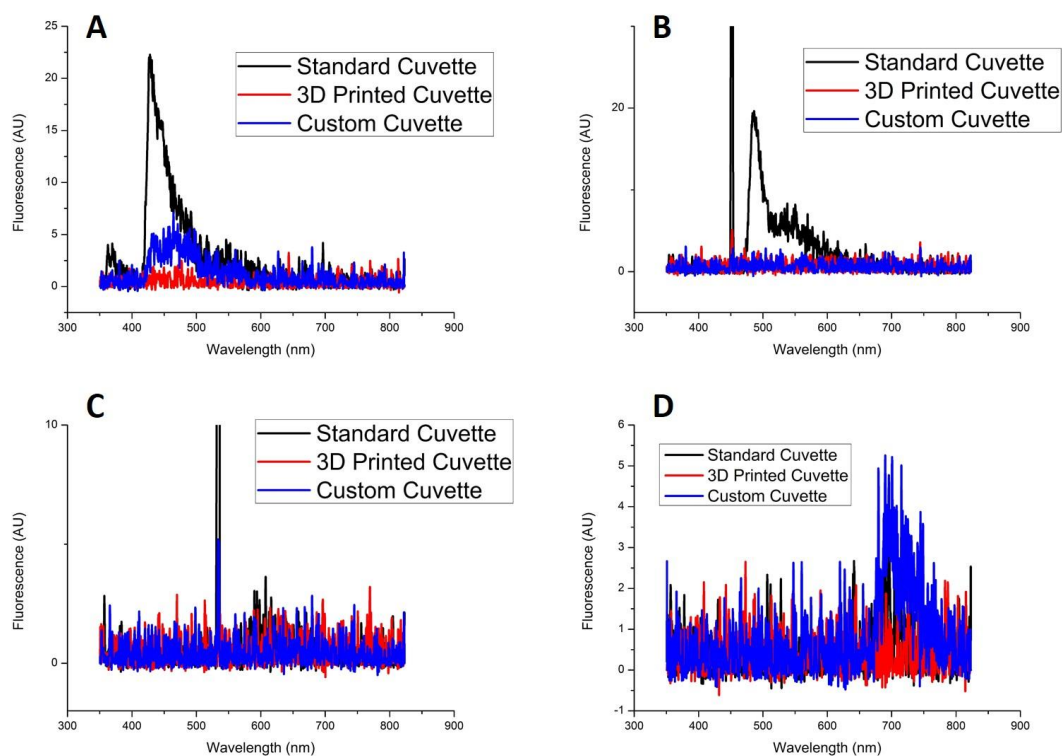 A
Standard Cuvette
3D Printed Cuvette
Custom Cuvette
Fluorescence (AU)
25
20
15
10
5
0
300 400 500 600 700 800 900
Wavelength (nm)
B
Standard Cuvette
3D Printed Cuvette
Custom Cuvette
Fluorescence (AU)
20
0
300 400 500 600 700 800 900
Wavelength (nm)
C
Standard Cuvette
3D Printed Cuvette
Custom Cuvette
Fluorescence (AU)
10
5
0
300 400 500 600 700 800 900
Wavelength (nm)
D
Standard Cuvette
3D Printed Cuvette
Custom Cuvette
Fluorescence (AU)
6
5
4
3
2
1
0
-1
300 400 500 600 700 800 900
Wavelength (nm)